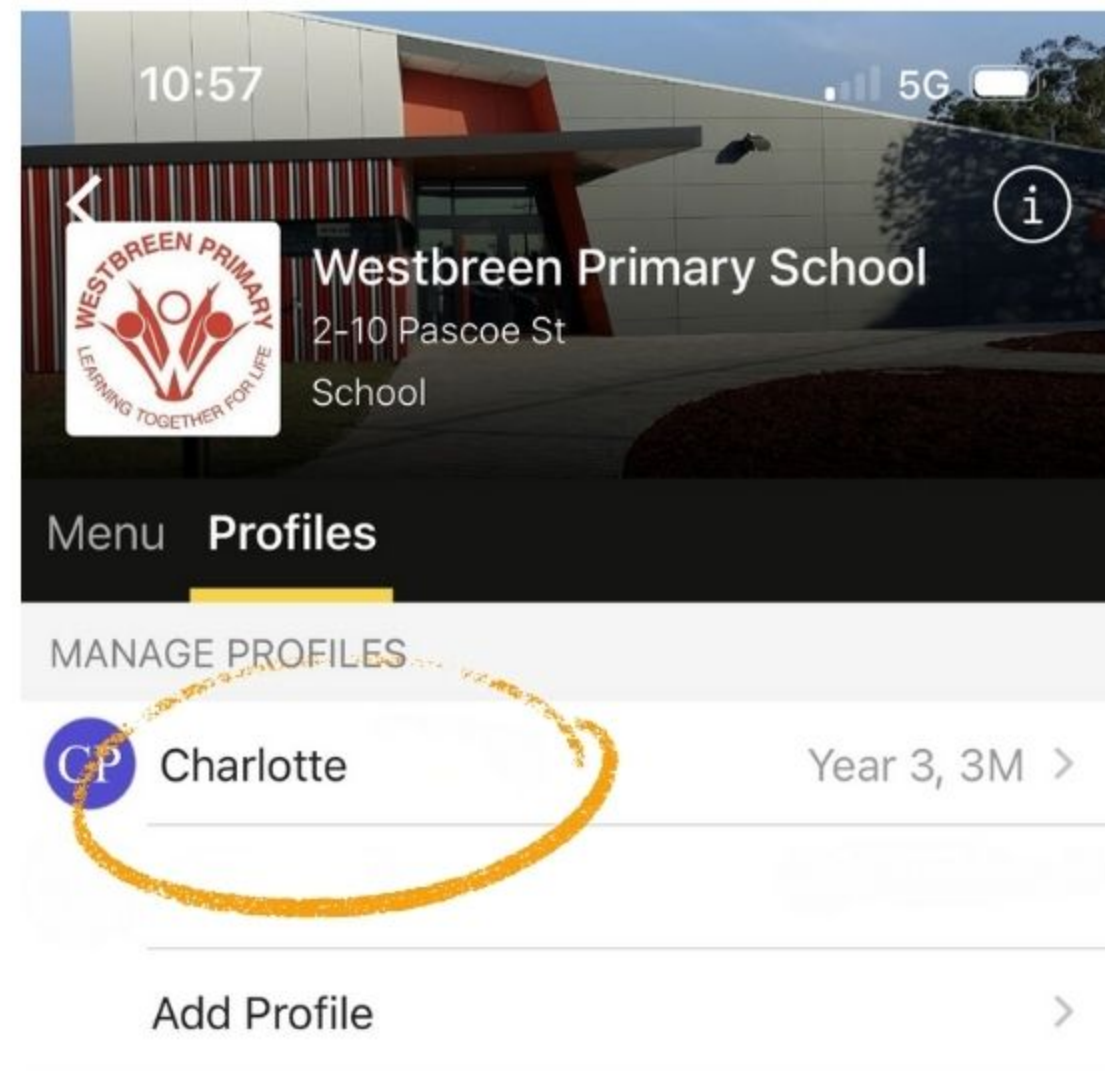 10:57
5G
i
WESTBREEN PRIMARY
LEARNING TOGETHER FOR LIFE
Westbreen Primary School
2-10 Pascoe St
School
Menu Profiles
MANAGE PROFILES
CP Charlotte Year 3, 3M
Add Profile